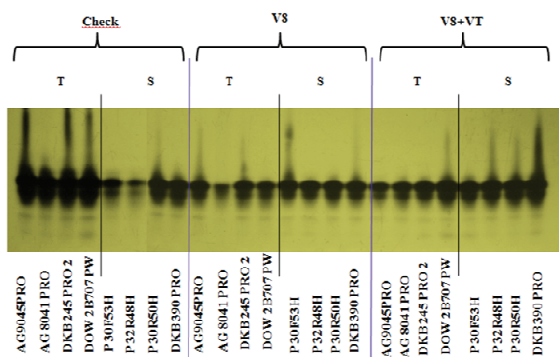 Check V8 V8+VT
T S T S T S
AG9045PRO
AG 8041 PRO
DKB245 PRO 2
DOW 2B707 PW
P30F53H
P32R48H
P30R50H
DKB390 PRO
AG9045PRO
AG 8041 PRO
DKB245 PRO 2
DOW 2B707 PW
P30F53H
P32R48H
P30R50H
DKB390 PRO
AG9045PRO
AG 8041 PRO
DKB245 PRO 2
DOW 2B707 PW
P30F53H
P32R48H
P30R50H
DKB390 PRO